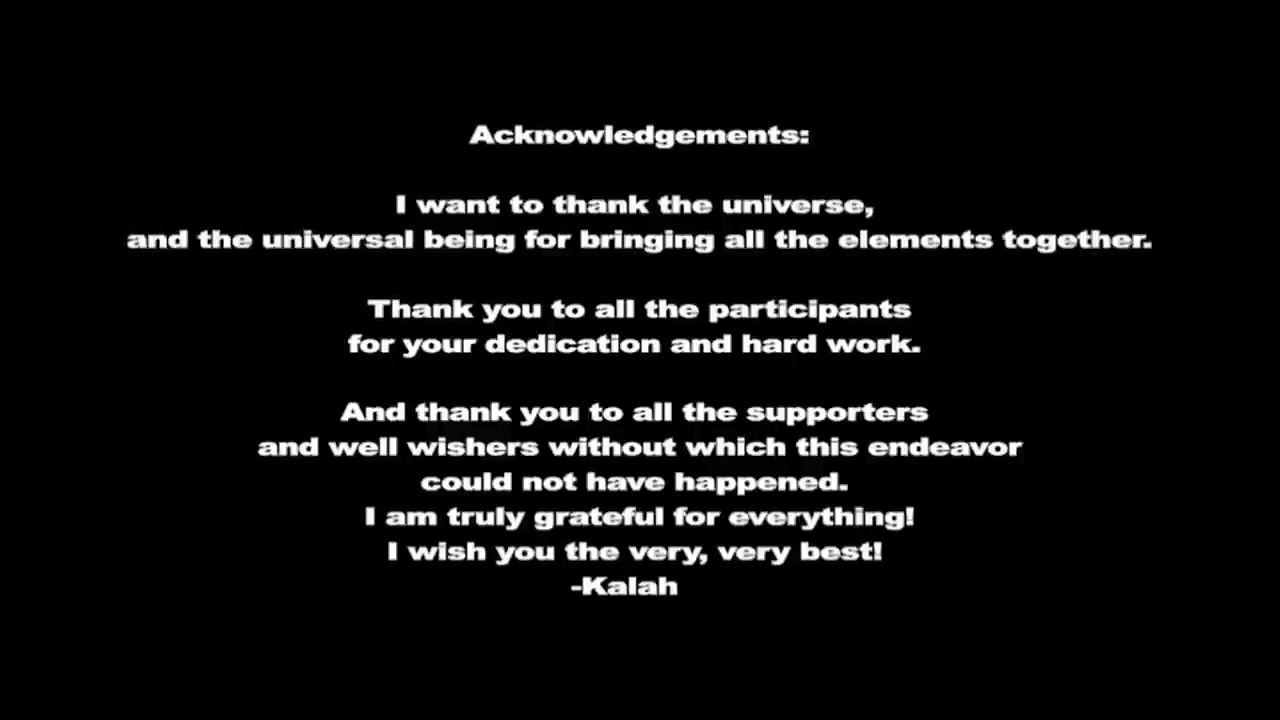 Acknowledgements:
I want to thank the universe,
and the universal being for bringing all the elements together.
Thank you to all the participants
for your dedication and hard work.
And thank you to all the supporters
and well wishers without which this endeavor
could not have happened.
I am truly grateful for everything!
I wish you the very, very best!
-Kalah